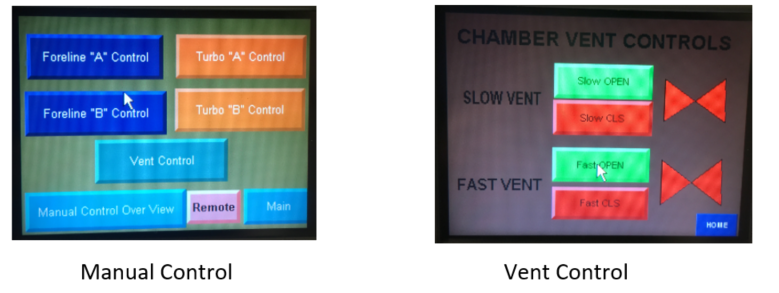 Foreline "A" Control
Turbo "A" Control
Foreline "B" Control
Turbo "B" Control
Vent Control
Manual Control Over View
Remote
Main
Manual Control
CHAMBER VENT CONTROLS
SLOW VENT
Slow OPEN
Slow CLS
FAST VENT
Fast OPEN
Fast CLS
HOME
Vent Control